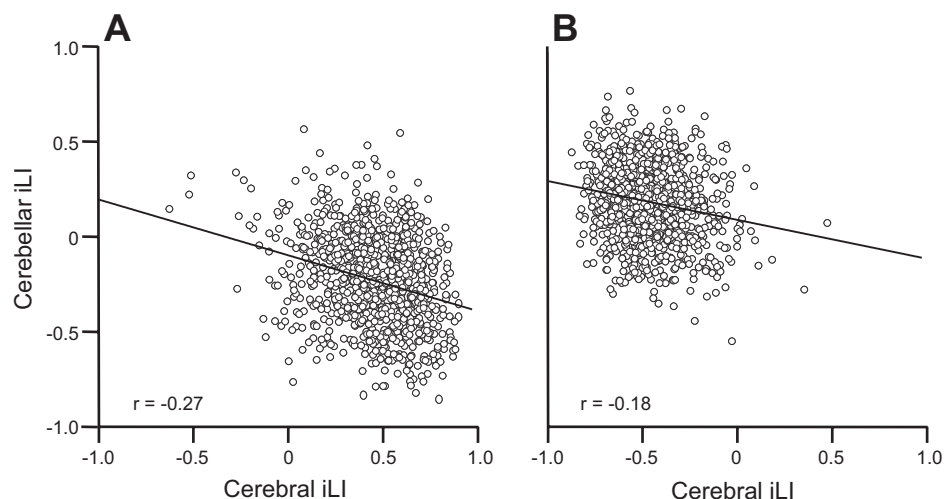 A
B
1.0
0.5
0
-0.5
-1.0
Cerebellar iLI
r = -0.27
r = -0.18
-1.0 -0.5 0 0.5 1.0
-1.0 -0.5 0 0.5 1.0
Cerebral iLI
Cerebral iLI